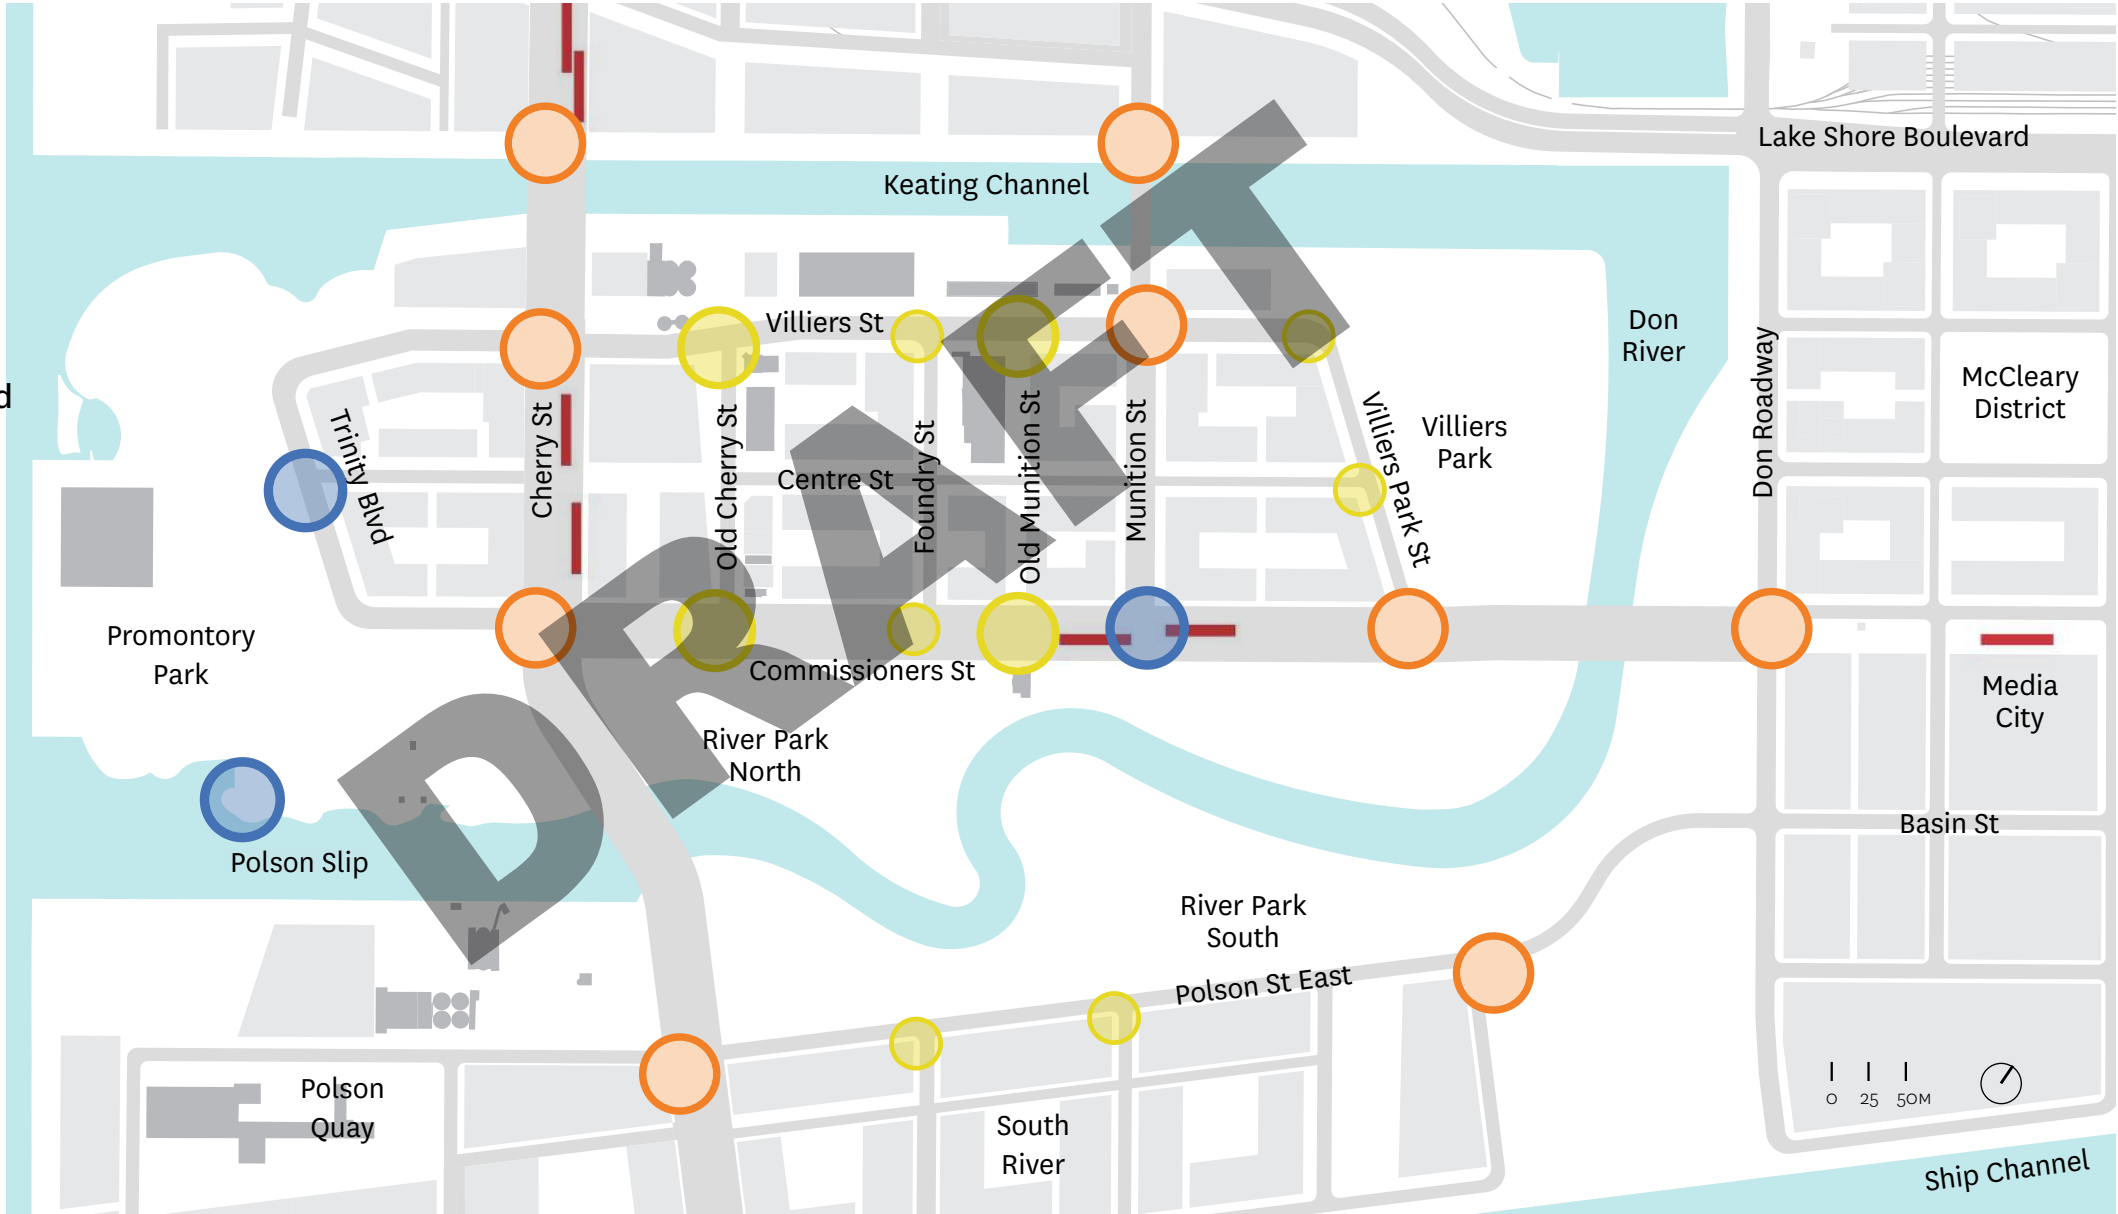 Lake Shore Boulevard
Keating Channel
Villiers St
Don
River
d
Trinity Blvd
Cherry St
Old Cherry St
Centre St
Foundry St
Old Munition St
Munition St
Villiers Park St
Villiers
Park
Don Roadway
McCleary
District
Promontory
Park
Commissioners St
Media
City
River Park
North
DRAFT
Basin St
Polson Slip
River Park
South
Polson St East
Polson
Quay
South
River
0 25 50M
Ship Channel